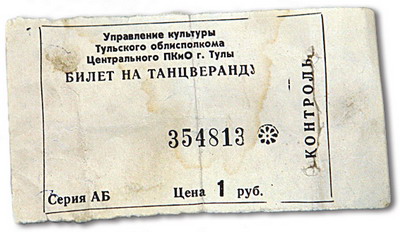 Управление культуры
Тульского облисполкома
Центрального ПКиО г. Тулы
БИЛЕТ НА ТАНЦВЕРАНДУ
354813
Серия АБ Цена 1 руб.
КОНТРОЛЬ